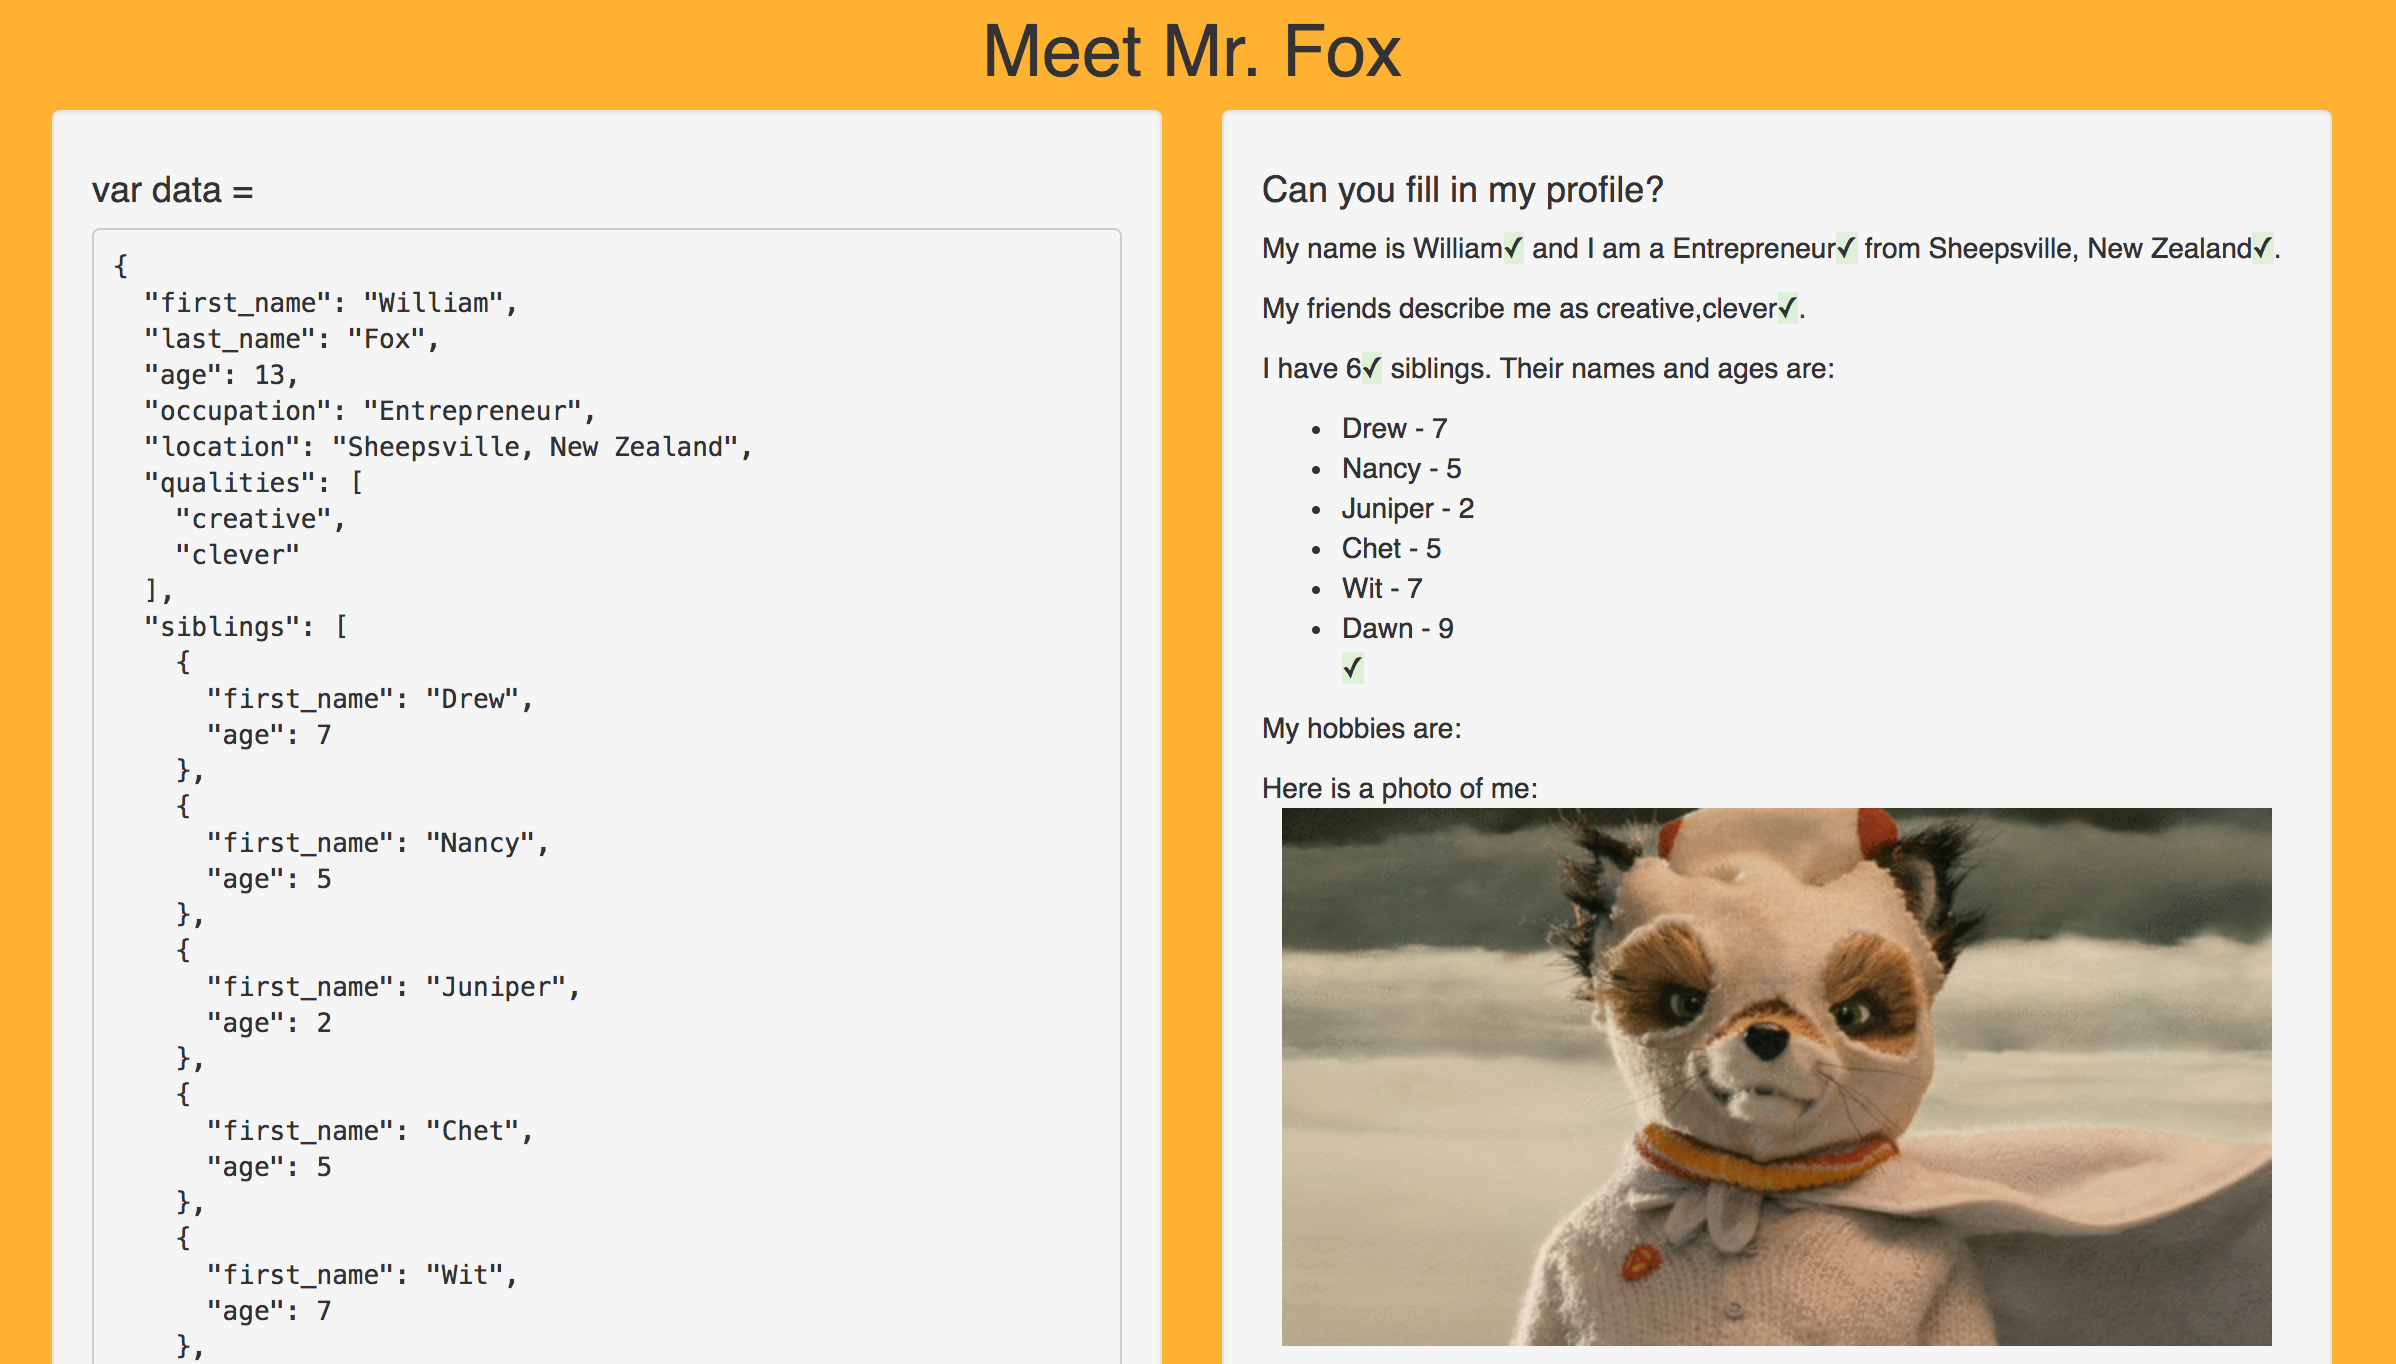 Meet Mr. Fox
var data =
{
  "first_name": "William",
  "last_name": "Fox",
  "age": 13,
  "occupation": "Entrepreneur",
  "location": "Sheepsville, New Zealand",
  "qualities": [
    "creative",
    "clever"
  ],
  "siblings": [
    {
      "first_name": "Drew",
      "age": 7
    },
    {
      "first_name": "Nancy",
      "age": 5
    },
    {
      "first_name": "Juniper",
      "age": 2
    },
    {
      "first_name": "Chet",
      "age": 5
    },
    {
      "first_name": "Wit",
      "age": 7
    },
Can you fill in my profile?
My name is William✓ and I am a Entrepreneur✓ from Sheepsville, New Zealand✓.
My friends describe me as creative,clever✓.
I have 6✓ siblings. Their names and ages are:
• Drew - 7
• Nancy - 5
• Juniper - 2
• Chet - 5
• Wit - 7
• Dawn - 9
✓
My hobbies are:
Here is a photo of me: